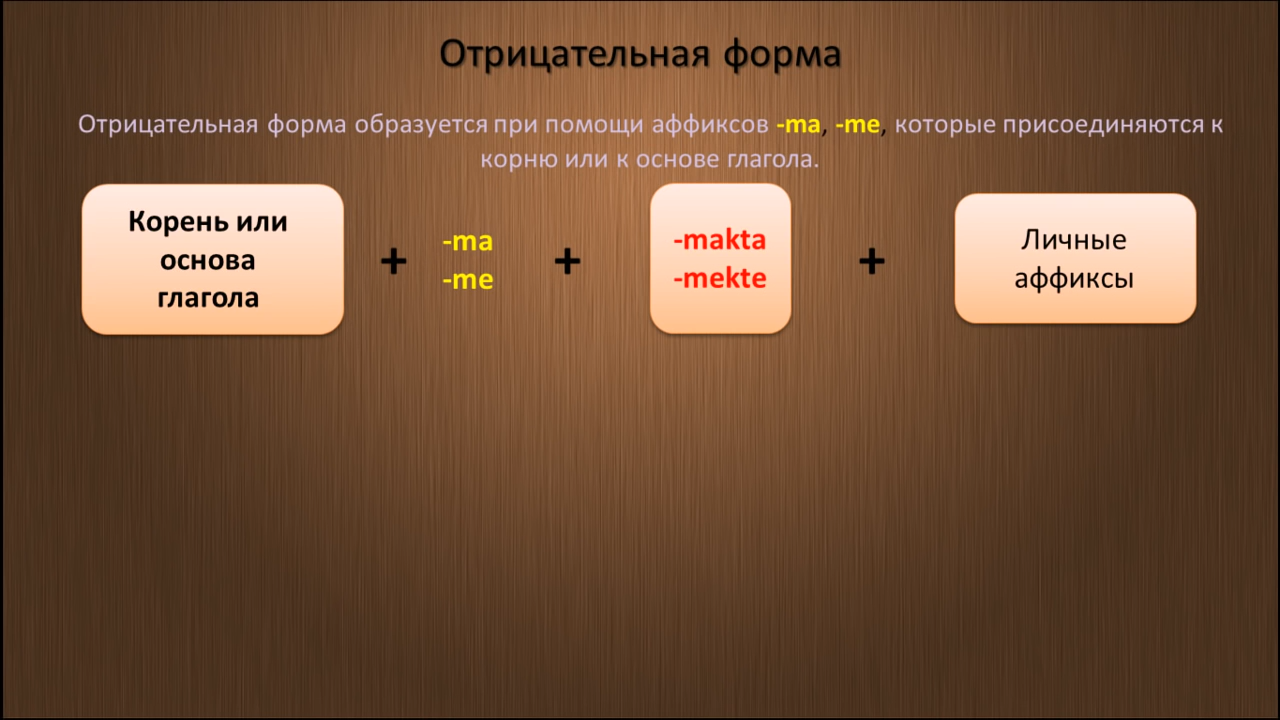 Отрицательная форма
Отрицательная форма образуется при помощи аффиксов -ma, -me, которые присоединяются к
корню или к основе глагола.
Корень или
основа
глагола
+
-ma
-me
+
-makta
-mekte
+
Личные
аффиксы